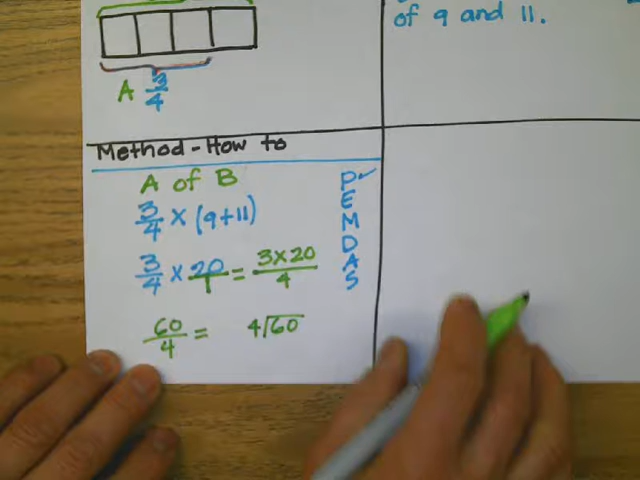 of 9 and 11.
A 3/4
Method - How to
A of B
3/4 × (9+11)
3/4 × 20/1 = 3×20/4
60/4 = 4)60
P✓
E
M
D
A
S